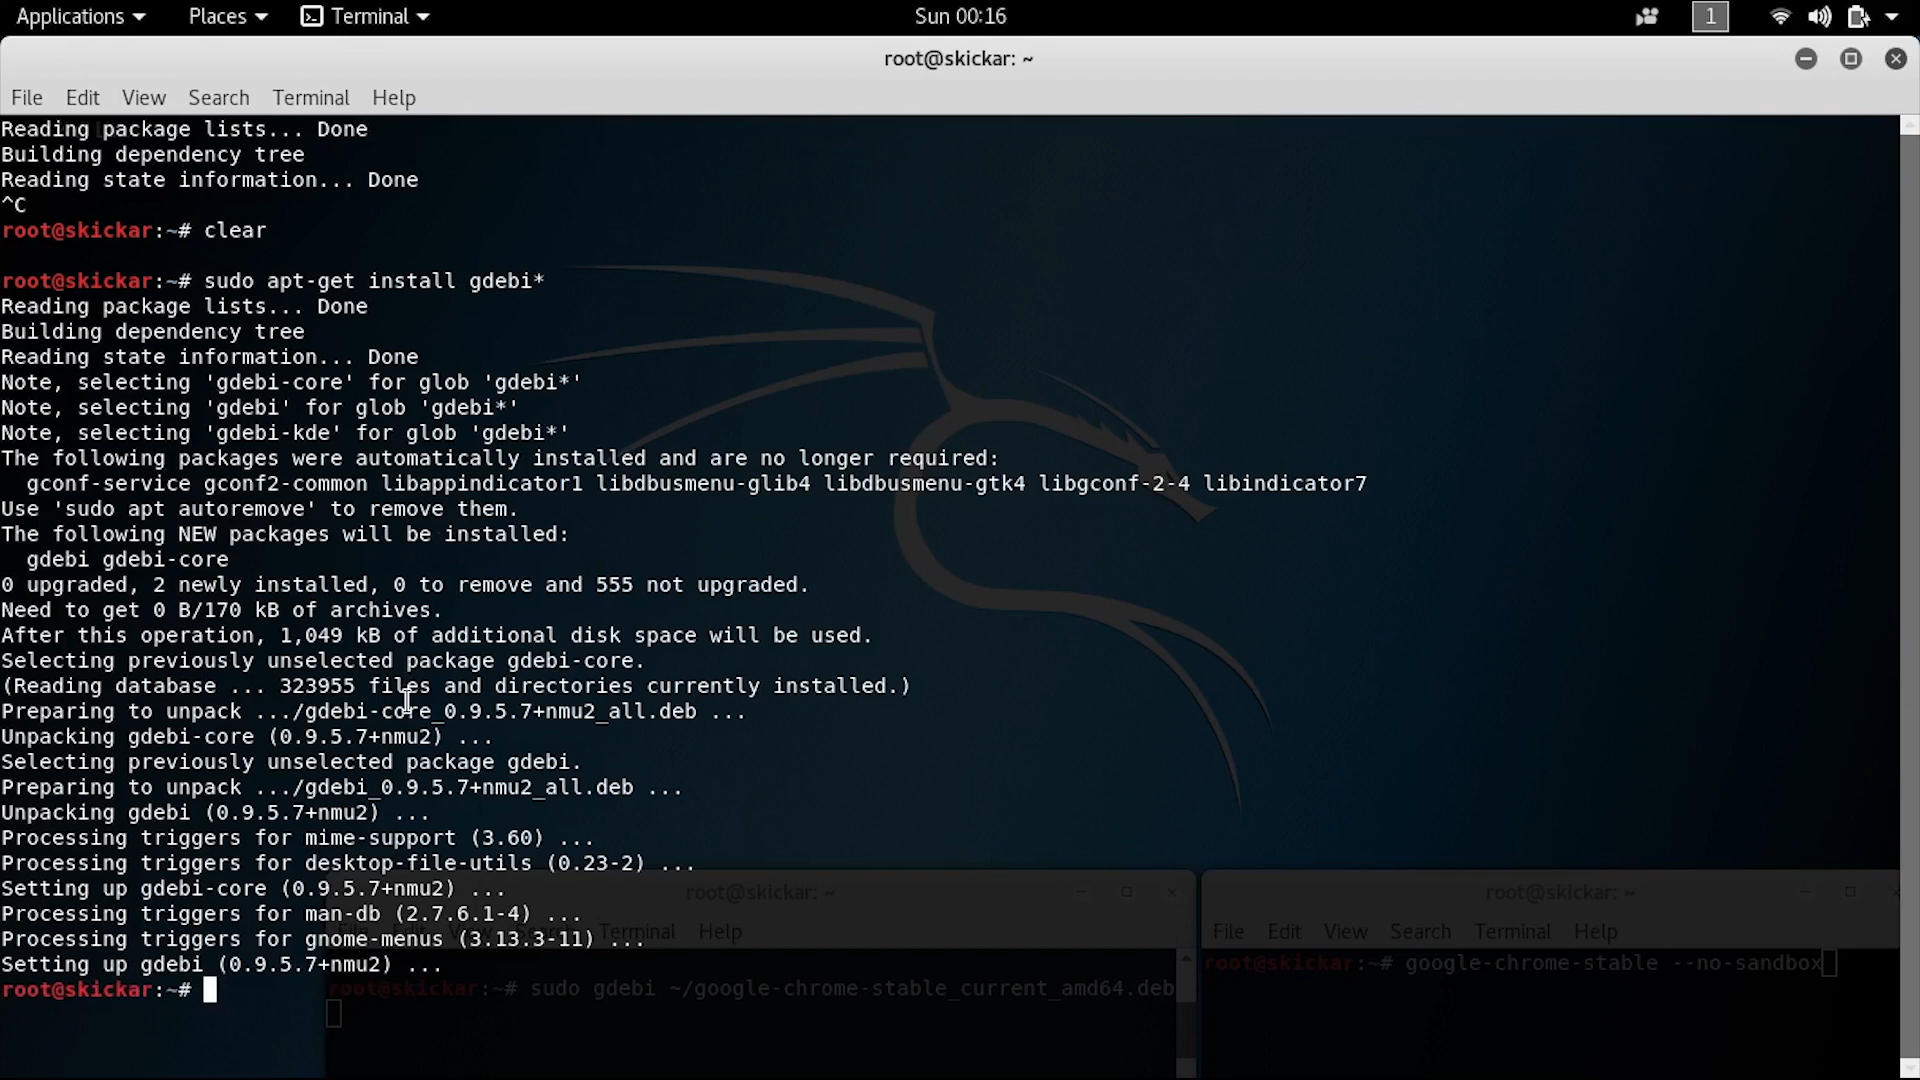 Applications Places Terminal Sun 00:16 1
root@skickar: ~
File Edit View Search Terminal Help
Reading package lists... Done
Building dependency tree
Reading state information... Done
^C
root@skickar:~# clear
root@skickar:~# sudo apt-get install gdebi*
Reading package lists... Done
Building dependency tree
Reading state information... Done
Note, selecting 'gdebi-core' for glob 'gdebi*'
Note, selecting 'gdebi' for glob 'gdebi*'
Note, selecting 'gdebi-kde' for glob 'gdebi*'
The following packages were automatically installed and are no longer required:
gconf-service gconf2-common libappindicator1 libdbusmenu-glib4 libdbusmenu-gtk4 libgconf-2-4 libindicator7
Use 'sudo apt autoremove' to remove them.
The following NEW packages will be installed:
gdebi gdebi-core
0 upgraded, 2 newly installed, 0 to remove and 555 not upgraded.
Need to get 0 B/170 kB of archives.
After this operation, 1,049 kB of additional disk space will be used.
Selecting previously unselected package gdebi-core.
(Reading database ... 323955 files and directories currently installed.)
Preparing to unpack .../gdebi-core_0.9.5.7+nmu2_all.deb ...
Unpacking gdebi-core (0.9.5.7+nmu2) ...
Selecting previously unselected package gdebi.
Preparing to unpack .../gdebi_0.9.5.7+nmu2_all.deb ...
Unpacking gdebi (0.9.5.7+nmu2) ...
Processing triggers for mime-support (3.60) ...
Processing triggers for desktop-file-utils (0.23-2) ...
Setting up gdebi-core (0.9.5.7+nmu2) ...
Processing triggers for man-db (2.7.6.1-4) ...
Processing triggers for gnome-menus (3.13.3-11) ...
Setting up gdebi (0.9.5.7+nmu2) ...
root@skickar:~#
root@skickar: ~
File Edit View Search Terminal Help
root@skickar:~# sudo gdebi ~/google-chrome-stable_current_amd64.deb
root@skickar: ~
File Edit View Search Terminal Help
root@skickar:~# google-chrome-stable --no-sandbox